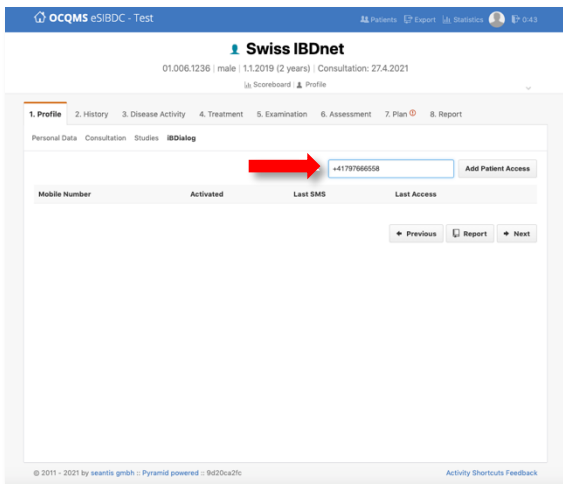 OCQMS eSIBDC - Test
Patients Export Statistics 0:43
Swiss IBDnet
01.006.1236 | male | 1.1.2019 (2 years) | Consultation: 27.4.2021
Scoreboard | Profile
1. Profile 2. History 3. Disease Activity 4. Treatment 5. Examination 6. Assessment 7. Plan 8. Report
Personal Data Consultation Studies iBDialog
+41797666558 Add Patient Access
Mobile Number Activated Last SMS Last Access
Previous Report Next
© 2011 - 2021 by seantis gmbh :: Pyramid powered :: 9d20ca2fc Activity Shortcuts Feedback